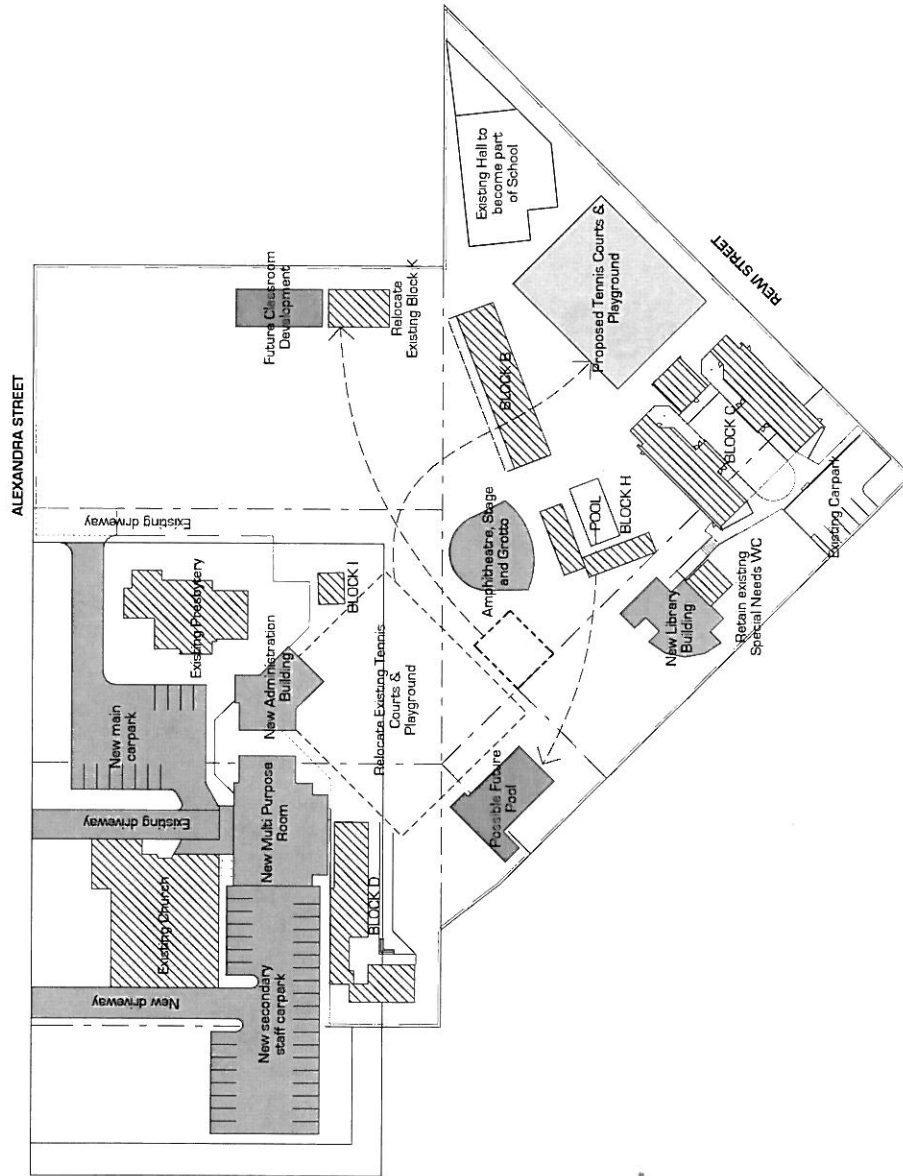 ALEXANDRA STREET
New driveway
Existing Church
Existing driveway
New main
carpark
Existing Presbytery
Existing driveway
New secondary
staff carpark
New Multi Purpose
Room
New Administration
Building
BLOCK I
Future Classroom
Development
Relocate
Existing Block K
BLOCK D
Relocate Existing Tennis
Courts &
Playground
Possible Future
Pool
Amphitheatre, Stage
and Grotto
BLOCK B
Existing Hall to
become part
of School
POOL
BLOCK H
Proposed Tennis Courts &
Playground
New Library
Building
Retain existing
Special Needs WC
BLOCK C
Existing Carpark
REWI STREET